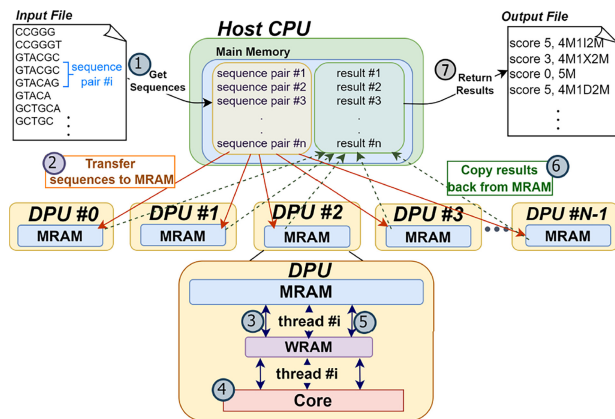 Input File
CCGGG
CCGGGT
GTACGC
GTACGC
GTACAG
GTACA
GCTGCA
GCTGC
sequence
pair #i
1
Get
Sequences
Host CPU
Main Memory
sequence pair #1
sequence pair #2
sequence pair #3
sequence pair #n
result #1
result #2
result #3
result #n
7
Return
Results
Output File
score 5, 4M1I2M
score 3, 4M1X2M
score 0, 5M
score 5, 4M1D2M
2
Transfer
sequences to MRAM
6
Copy results
back from MRAM
DPU #0
MRAM
DPU #1
MRAM
DPU #2
MRAM
DPU #3
MRAM
DPU #N-1
MRAM
DPU
MRAM
3
thread #i
5
WRAM
thread #i
4
Core